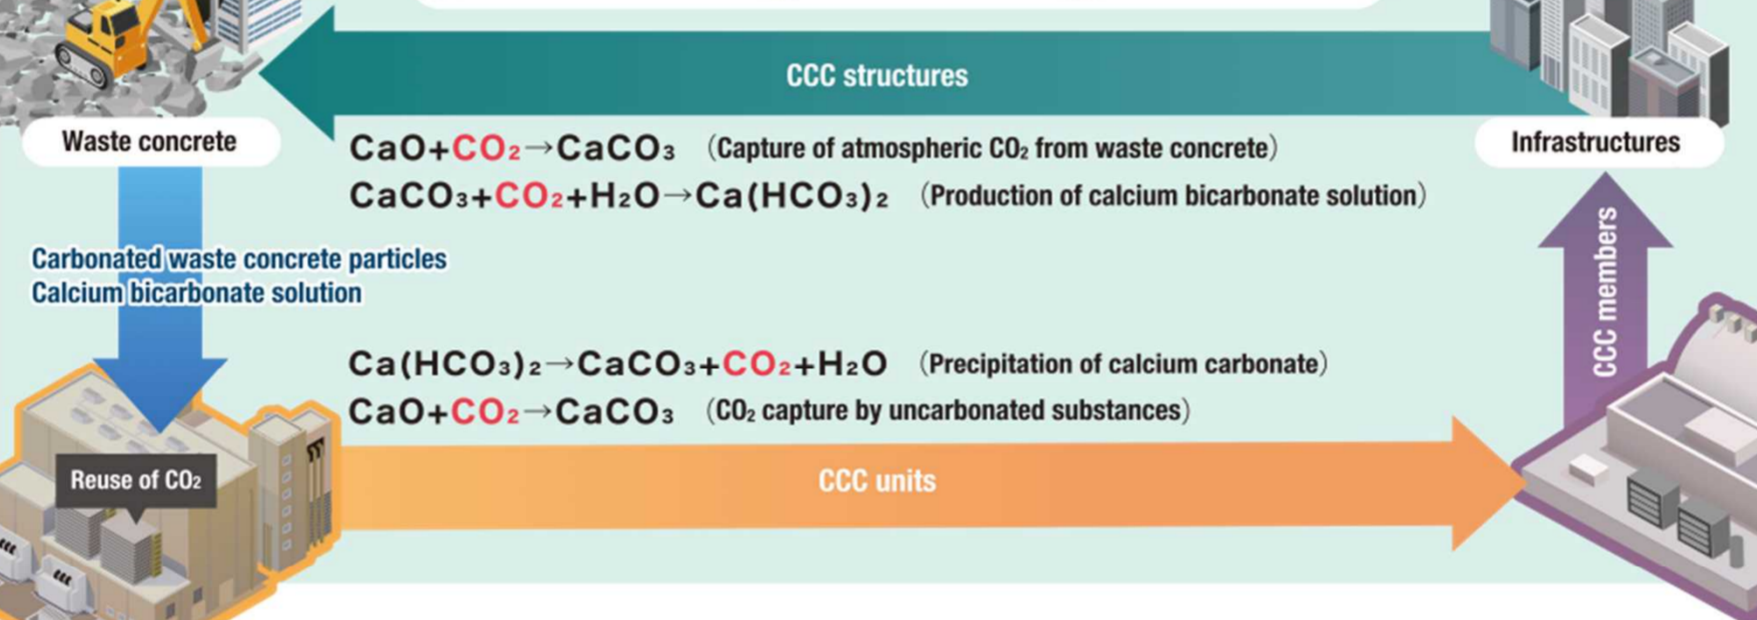 CCC structures
Waste concrete
Infrastructures
CaO+CO₂→CaCO₃ (Capture of atmospheric CO₂ from waste concrete)
CaCO₃+CO₂+H₂O→Ca(HCO₃)₂ (Production of calcium bicarbonate solution)
Carbonated waste concrete particles
Calcium bicarbonate solution
CCC members
Ca(HCO₃)₂→CaCO₃+CO₂+H₂O (Precipitation of calcium carbonate)
CaO+CO₂→CaCO₃ (CO₂ capture by uncarbonated substances)
Reuse of CO₂
CCC units